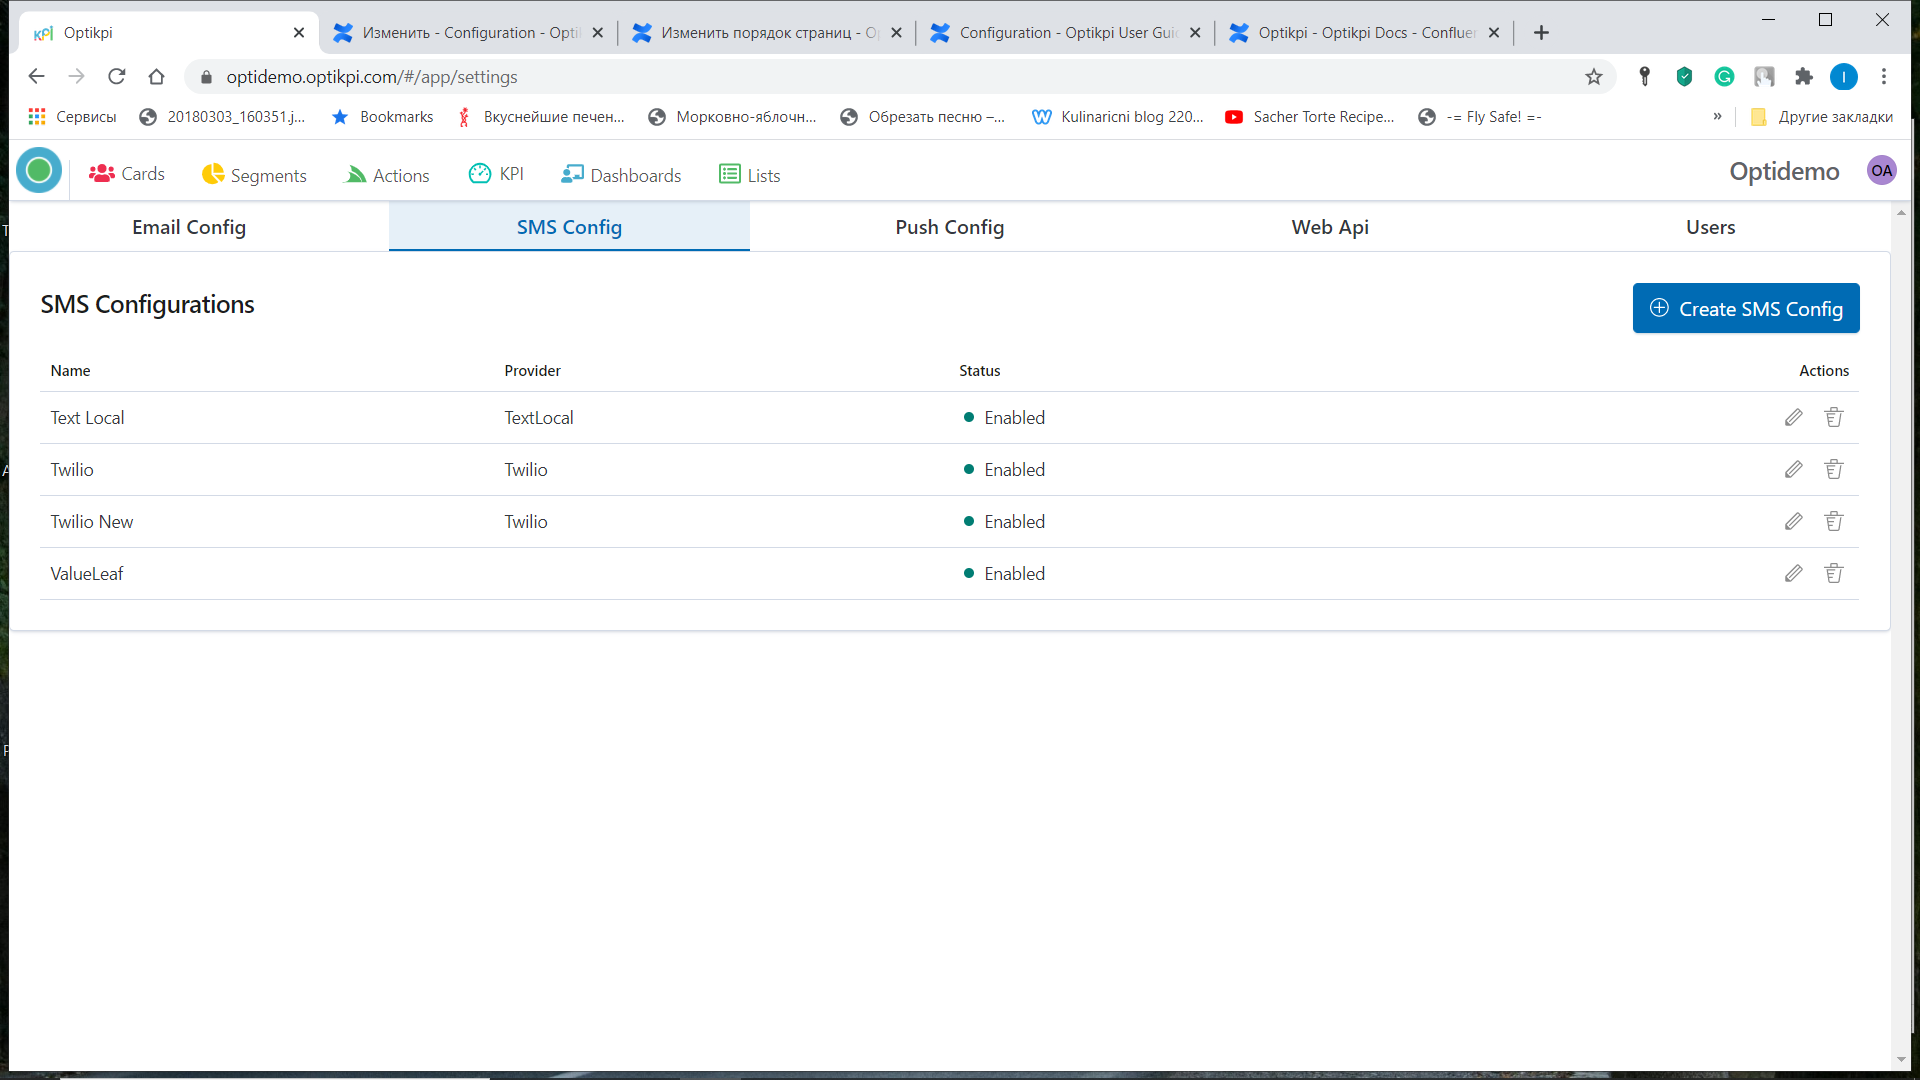 Optikpi
Изменить - Configuration - Opti
Изменить порядок страниц - O
Configuration - Optikpi User Gui
Optikpi - Optikpi Docs - Confluen
optidemo.optikpi.com/#/app/settings
I
Сервисы
20180303_160351.j...
Bookmarks
Вкуснейшие печен...
Морковно-яблочн...
Обрезать песню –...
Kulinaricni blog 220...
Sacher Torte Recipe...
-= Fly Safe! =-
»
Другие закладки
Cards
Segments
Actions
KPI
Dashboards
Lists
Optidemo
OA
Email Config
SMS Config
Push Config
Web Api
Users
SMS Configurations
Create SMS Config
Name Provider Status Actions
Text Local TextLocal Enabled
Twilio Twilio Enabled
Twilio New Twilio Enabled
ValueLeaf Enabled